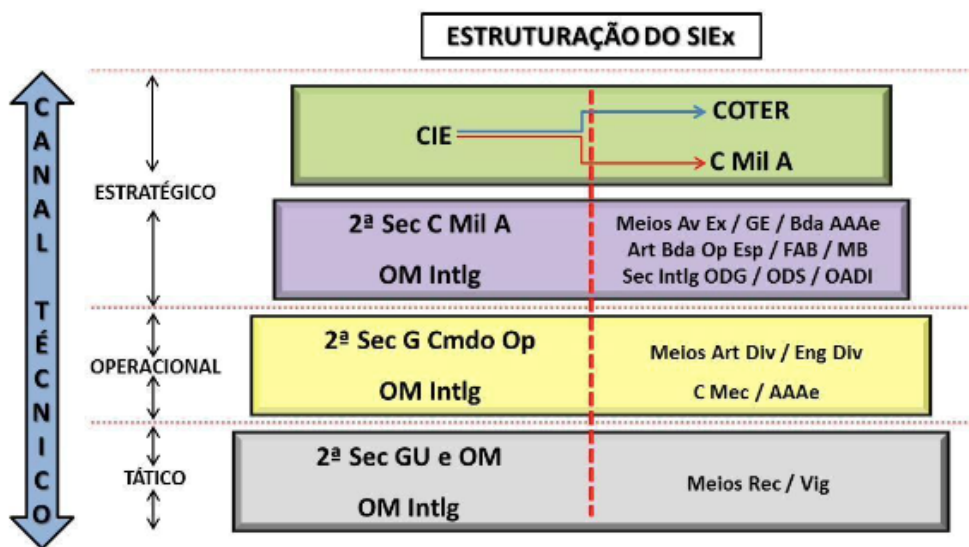 ESTRUTURAÇÃO DO SIEx
CANAL TÉCNICO
ESTRATÉGICO
CIE
COTER
C Mil A
2ª Sec C Mil A
OM Intlg
Meios Av Ex / GE / Bda AAAe
Art Bda Op Esp / FAB / MB
Sec Intlg ODG / ODS / OADI
OPERACIONAL
2ª Sec G Cmdo Op
OM Intlg
Meios Art Div / Eng Div
C Mec / AAAe
TÁTICO
2ª Sec GU e OM
OM Intlg
Meios Rec / Vig